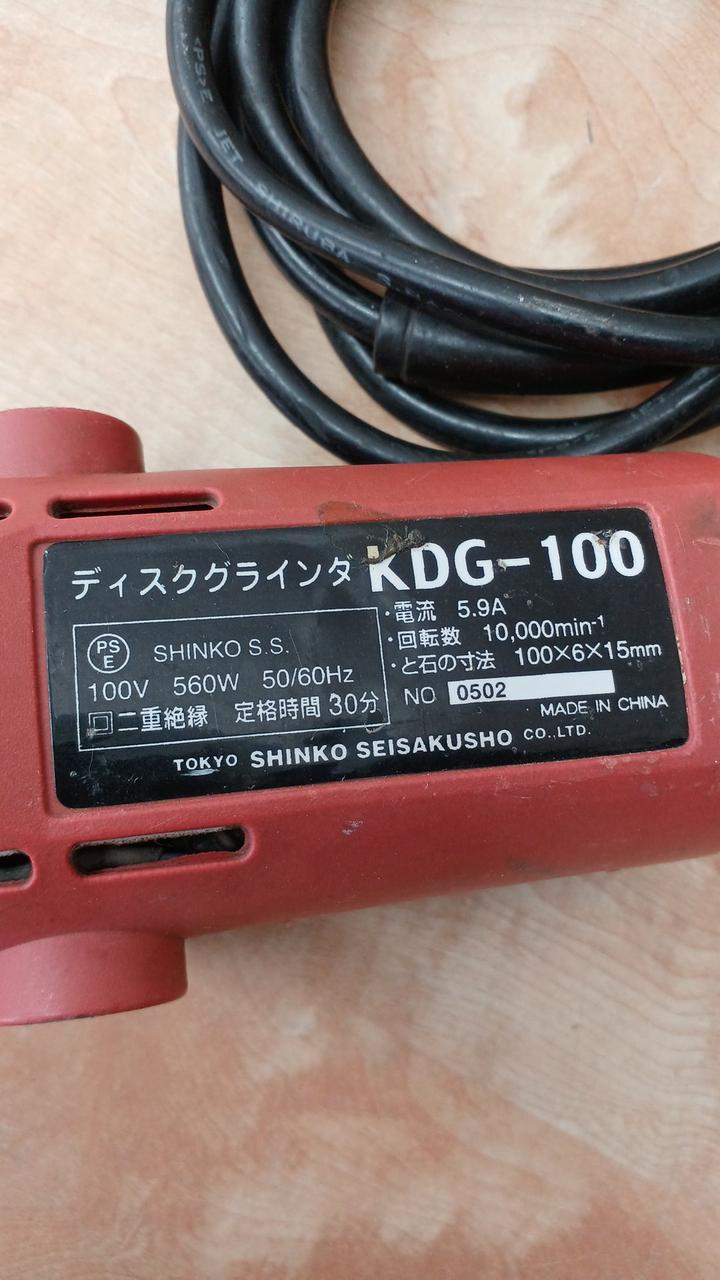 <PS>E JET SHIRUBA S
ディスクグラインダ KDG-100
PS
E
SHINKO S.S.
100V 560W 50/60Hz
回二重絶縁 定格時間 30分
・電流 5.9A
・回転数 10,000min⁻¹
・と石の寸法 100×6×15mm
NO 0502
MADE IN CHINA
TOKYO SHINKO SEISAKUSHO CO.,LTD.